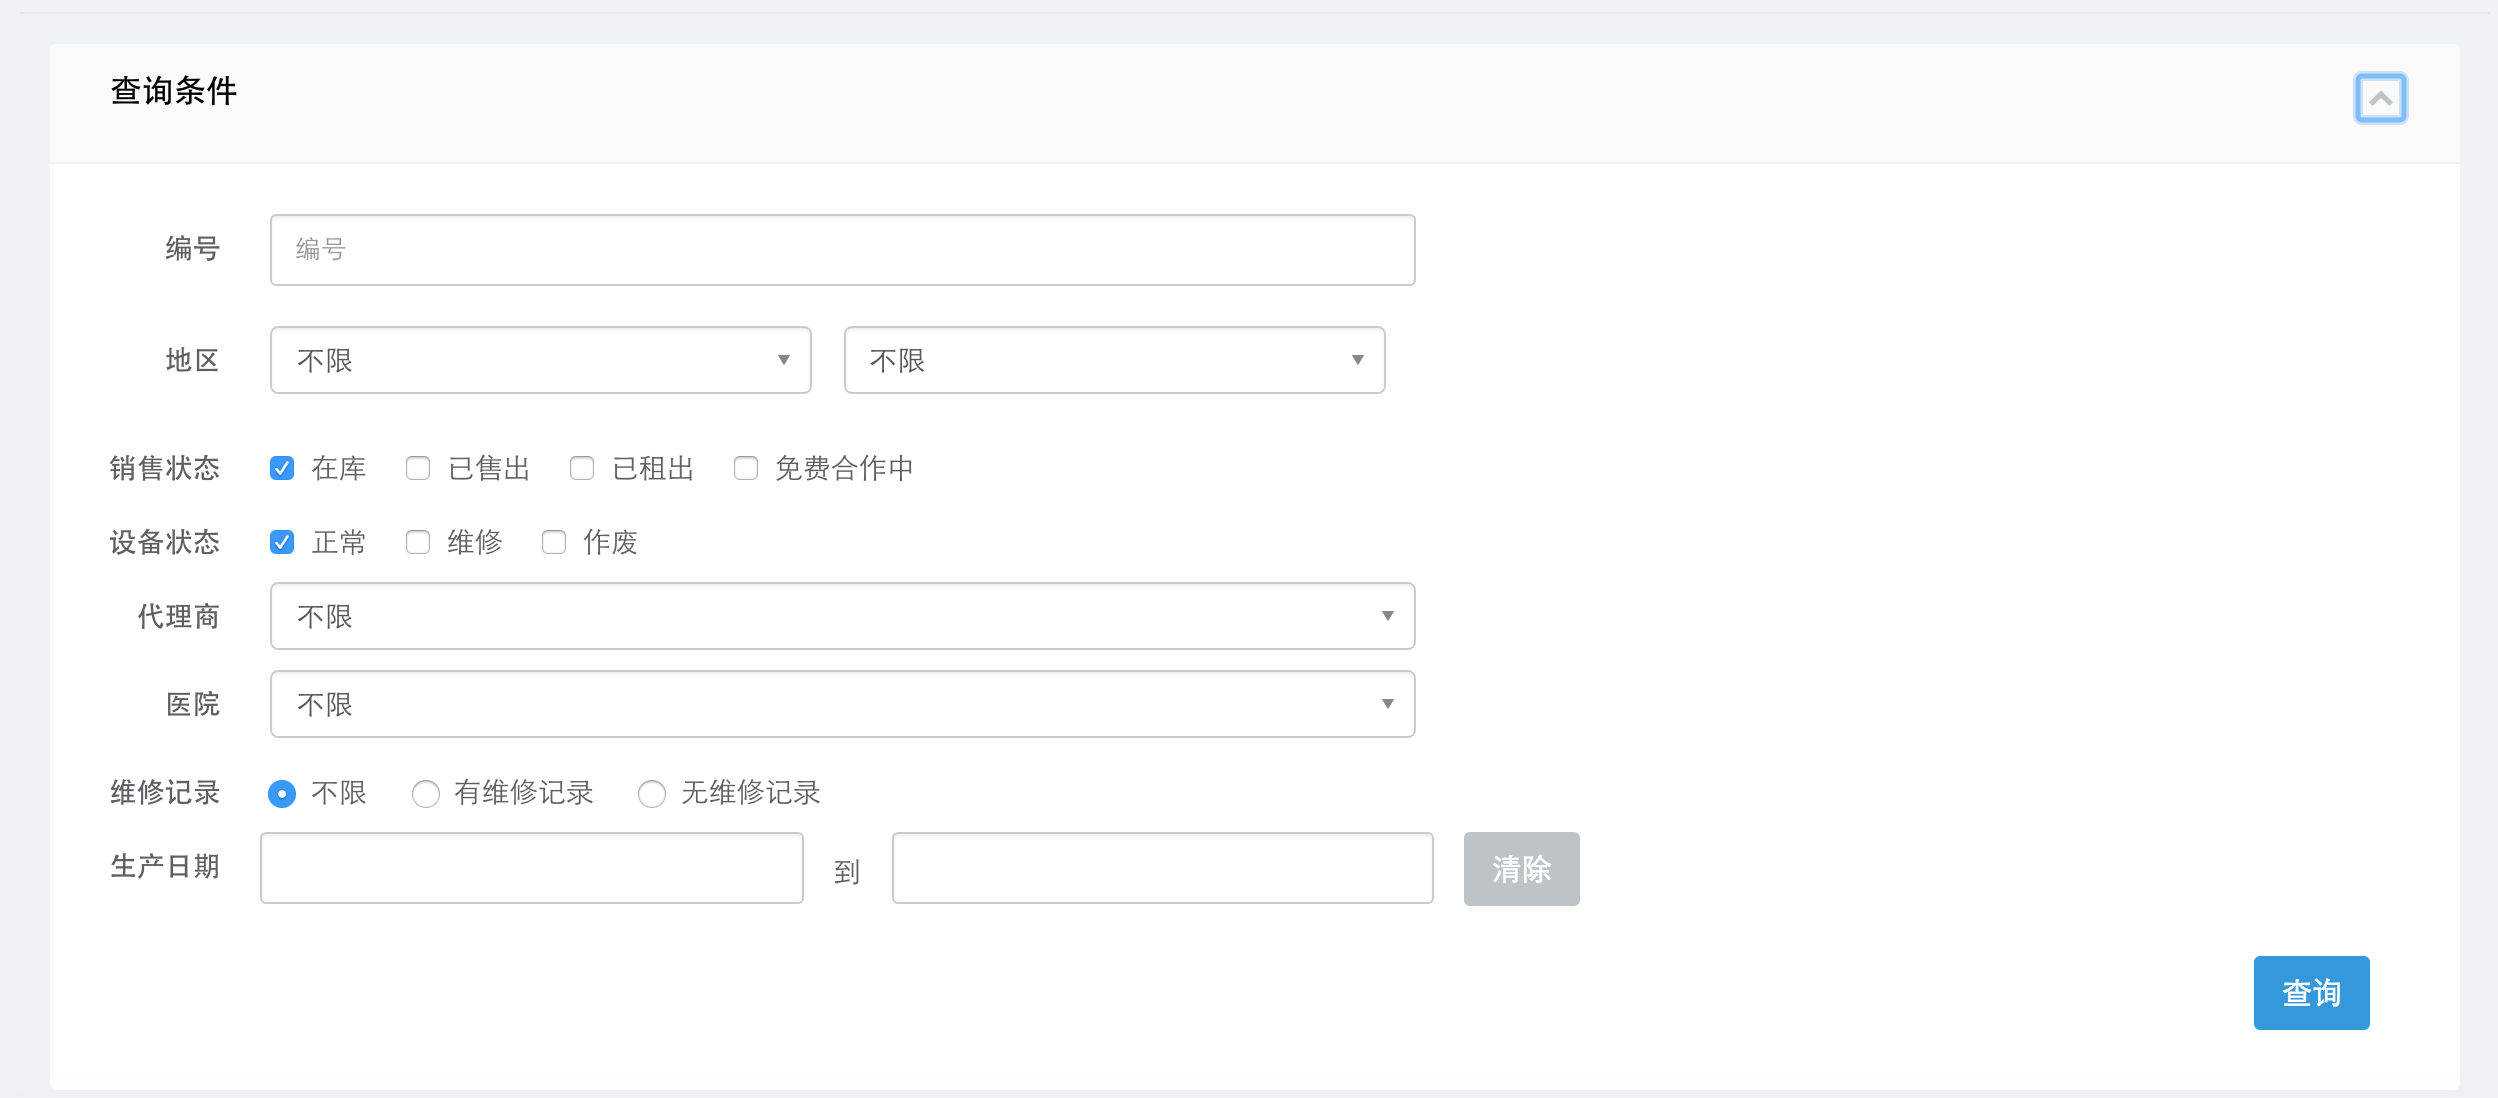 查询条件
编号 编号
地区 不限 不限
销售状态 在库 已售出 已租出 免费合作中
设备状态 正常 维修 作废
代理商 不限
医院 不限
维修记录 不限 有维修记录 无维修记录
生产日期 到 清除
查询